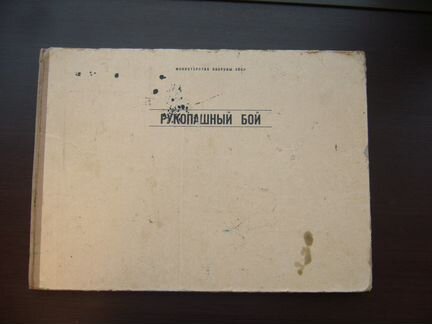 МИНИСТЕРСТВО ОБОРОНЫ СССР
РУКОПАШНЫЙ БОЙ